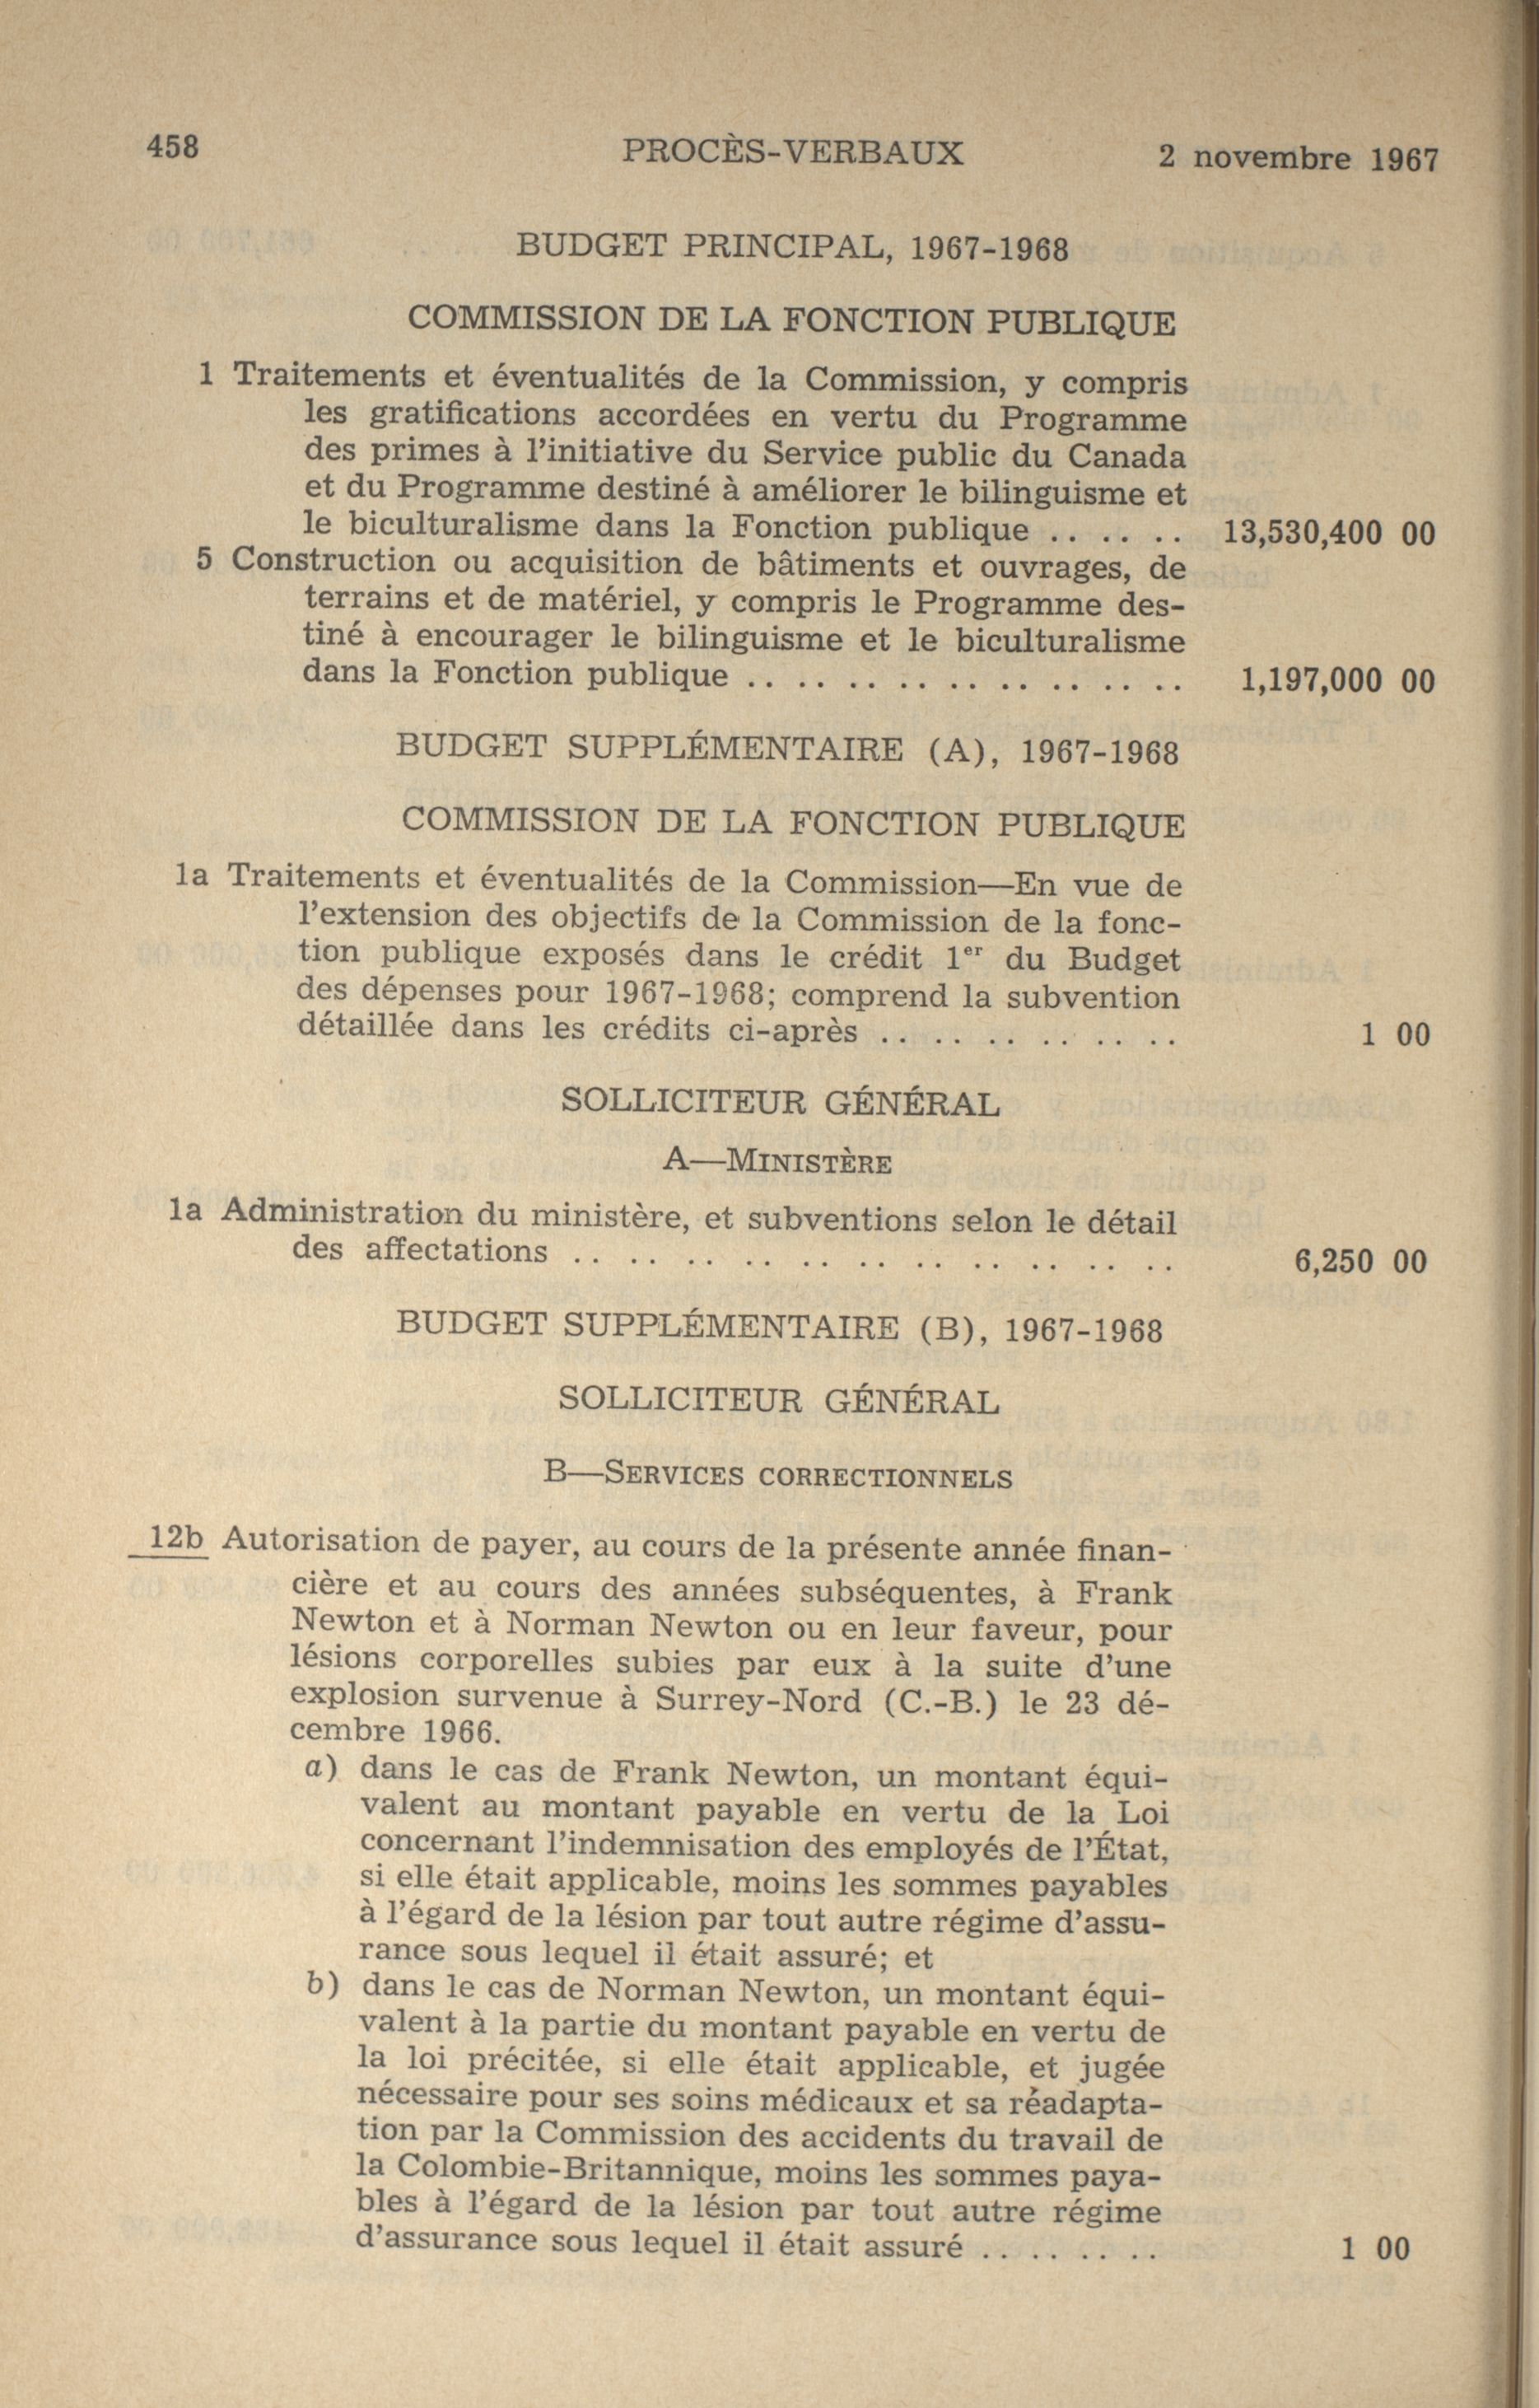 458 PROCÈS-VERBAUX 2 novembre 1967
BUDGET PRINCIPAL, 1967-1968
COMMISSION DE LA FONCTION PUBLIQUE
1 Traitements et éventualités de la Commission, y compris
les gratifications accordées en vertu du Programme
des primes à l'initiative du Service public du Canada
et du Programme destiné à améliorer le bilinguisme et
le biculturalisme dans la Fonction publique . . . . . . 13,530,400 00
5 Construction ou acquisition de bâtiments et ouvrages, de
terrains et de matériel, y compris le Programme des-
tiné à encourager le bilinguisme et le biculturalisme
dans la Fonction publique . . . . . . . . . . . . . . . . . . 1,197,000 00
BUDGET SUPPLÉMENTAIRE (A), 1967-1968
COMMISSION DE LA FONCTION PUBLIQUE
1a Traitements et éventualités de la Commission—En vue de
l'extension des objectifs de la Commission de la fonc-
tion publique exposés dans le crédit 1er du Budget
des dépenses pour 1967-1968; comprend la subvention
détaillée dans les crédits ci-après . . . . . . . . . . . . 1 00
SOLLICITEUR GÉNÉRAL
A—MINISTÈRE
1a Administration du ministère, et subventions selon le détail
des affectations . . . . . . . . . . . . . . . . . . . . . . 6,250 00
BUDGET SUPPLÉMENTAIRE (B), 1967-1968
SOLLICITEUR GÉNÉRAL
B—SERVICES CORRECTIONNELS
12b Autorisation de payer, au cours de la présente année finan-
cière et au cours des années subséquentes, à Frank
Newton et à Norman Newton ou en leur faveur, pour
lésions corporelles subies par eux à la suite d'une
explosion survenue à Surrey-Nord (C.-B.) le 23 dé-
cembre 1966.
a) dans le cas de Frank Newton, un montant équi-
valent au montant payable en vertu de la Loi
concernant l'indemnisation des employés de l'État,
si elle était applicable, moins les sommes payables
à l'égard de la lésion par tout autre régime d'assu-
rance sous lequel il était assuré; et
b) dans le cas de Norman Newton, un montant équi-
valent à la partie du montant payable en vertu de
la loi précitée, si elle était applicable, et jugée
nécessaire pour ses soins médicaux et sa réadapta-
tion par la Commission des accidents du travail de
la Colombie-Britannique, moins les sommes paya-
bles à l'égard de la lésion par tout autre régime
d'assurance sous lequel il était assuré . . . . . . . . 1 00